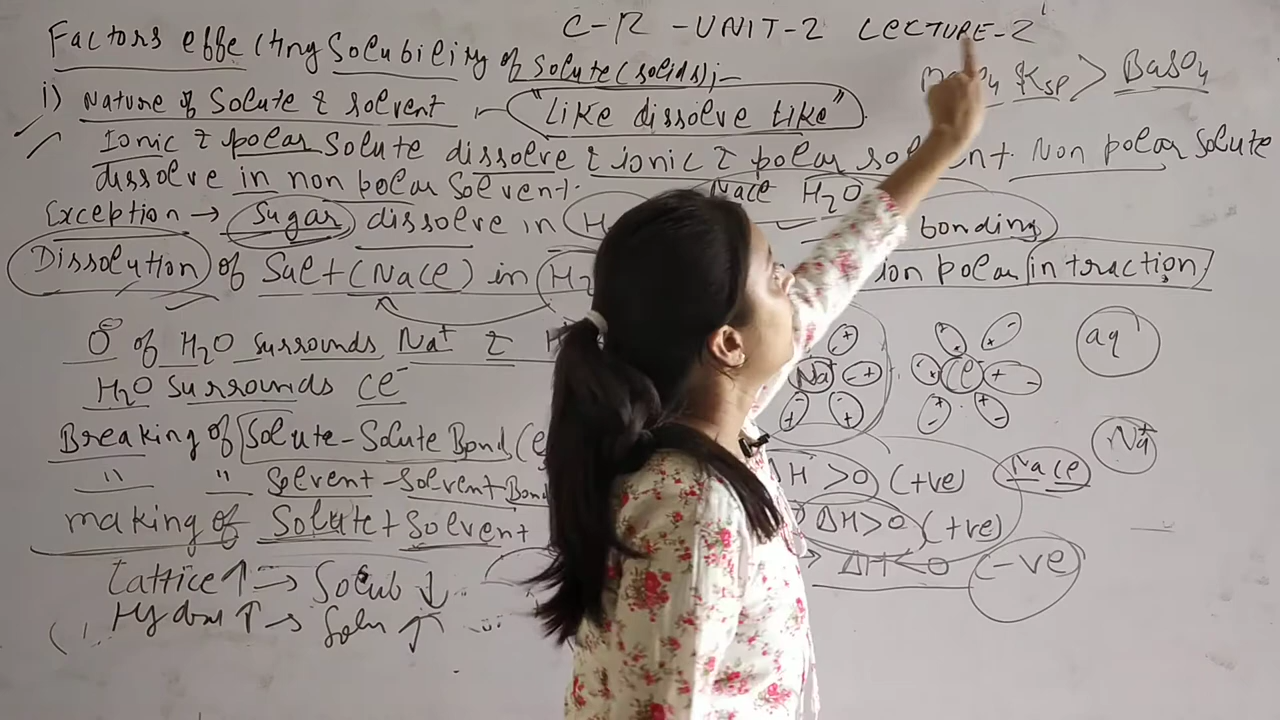 C-R -UNIT-2 LECTURE-2
Factors effecting Solubility of Solute (solids);-
Ksp > BaSO4
i) Nature of Solute & solvent :- "Like dissolve Like"
Ionic & polar Solute dissolve & ionic & polar solvent. Non polar Solute
dissolve in non polar Solvent.
NaCl H2O
Exception → Sugar dissolve in bonding
Dissolution of Salt (NaCl) in H2 ion polar intraction
O of H2O surrounds Na+ &
Na+ Cl aq
H2O surrounds Cl-
Breaking of Solute-Solute Bond
Na+
" " Solvent-Solvent Bond ΔH >0 (+ve) NaCl
making of Solute + Solvent ΔH>0 (+ve)
ΔH<0 (-ve)
Lattice ↑ → Solub ↓
↑ → Solu ↑